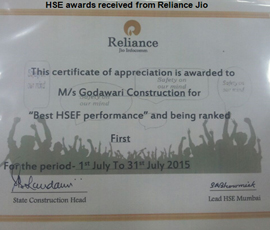 HSE awards received from Reliance Jio
Reliance
Jio Infocomm
This certificate of appreciation is awarded to
M/s Godawari Construction for
"Best HSEF performance" and being ranked
First
For the period- 1st July To 31st July 2015
State Construction Head
Lead HSE Mumbai